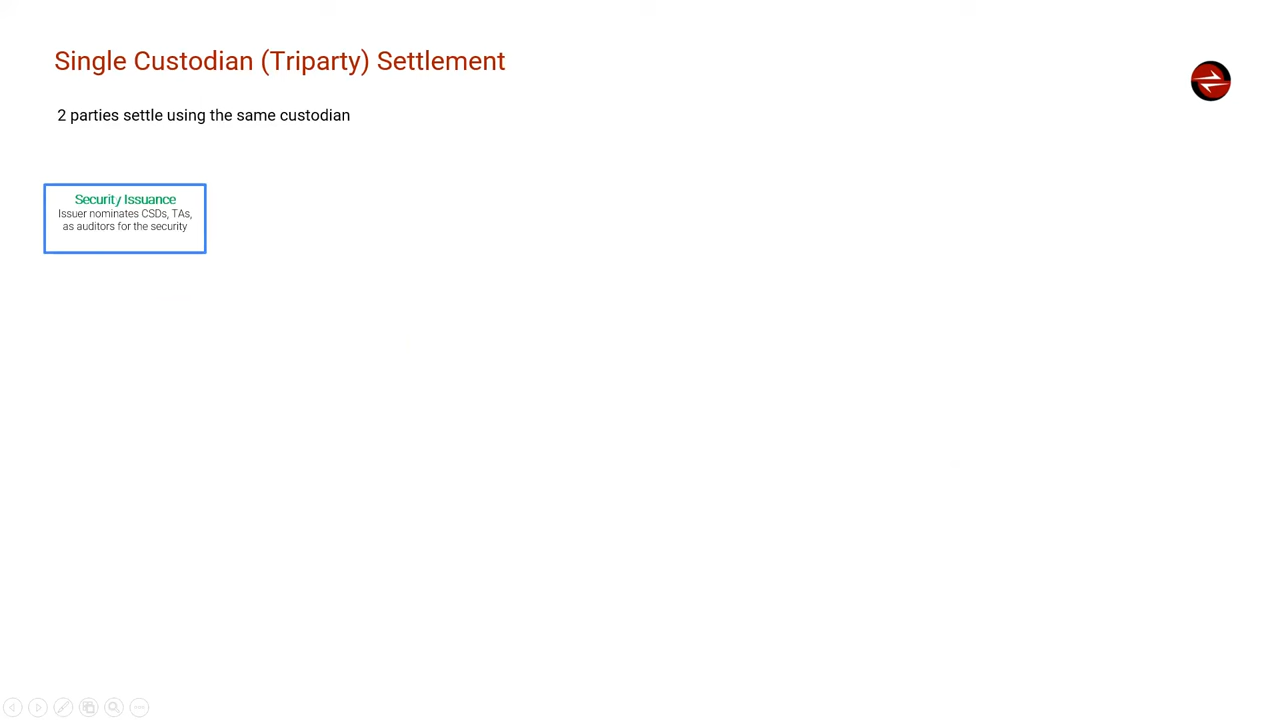 Single Custodian (Triparty) Settlement
2 parties settle using the same custodian
Security Issuance
Issuer nominates CSDs, TAs,
as auditors for the security